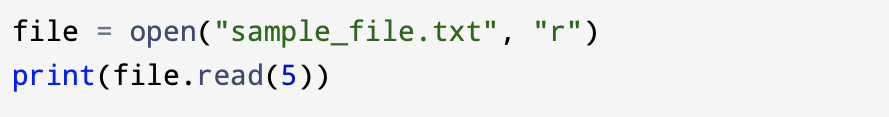 file = open("sample_file.txt", "r")
print(file.read(5))